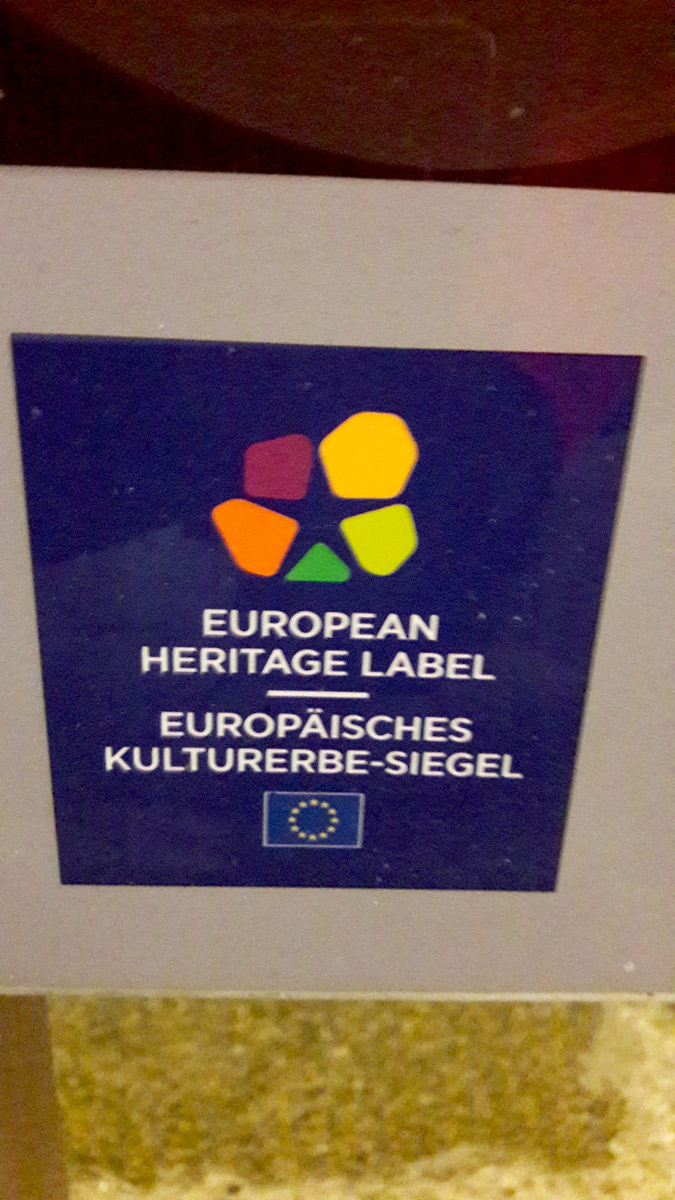 EUROPEAN
HERITAGE LABEL
EUROPÄISCHES
KULTURERBE-SIEGEL